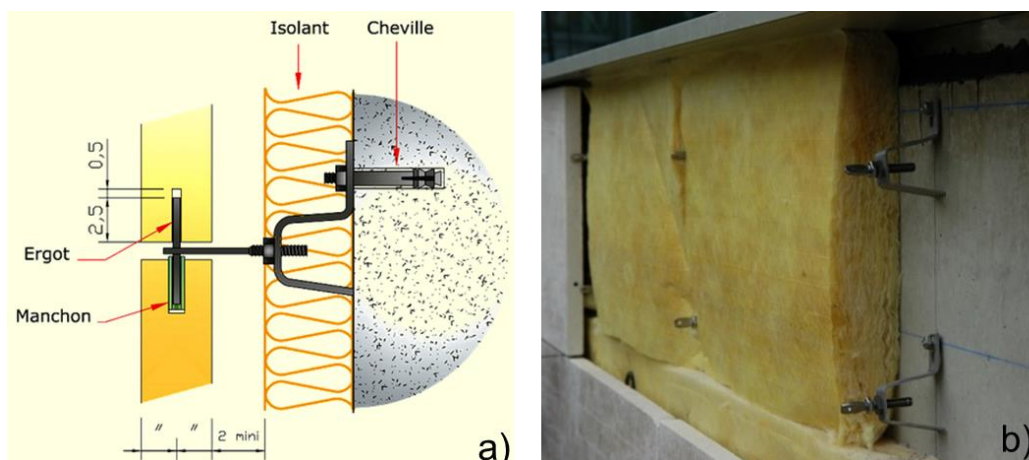 Isolant
Cheville
0,5
2,5
Ergot
Manchon
〃 〃
2 mini
a)
b)